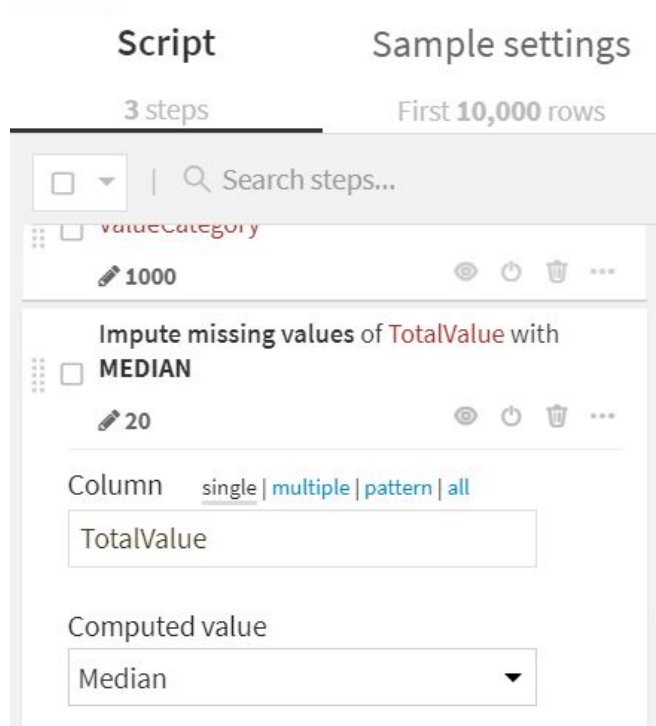 Script
Sample settings
3 steps
First 10,000 rows
Search steps...
ValueCategory
1000
Impute missing values of TotalValue with
MEDIAN
20
Column single | multiple | pattern | all
TotalValue
Computed value
Median